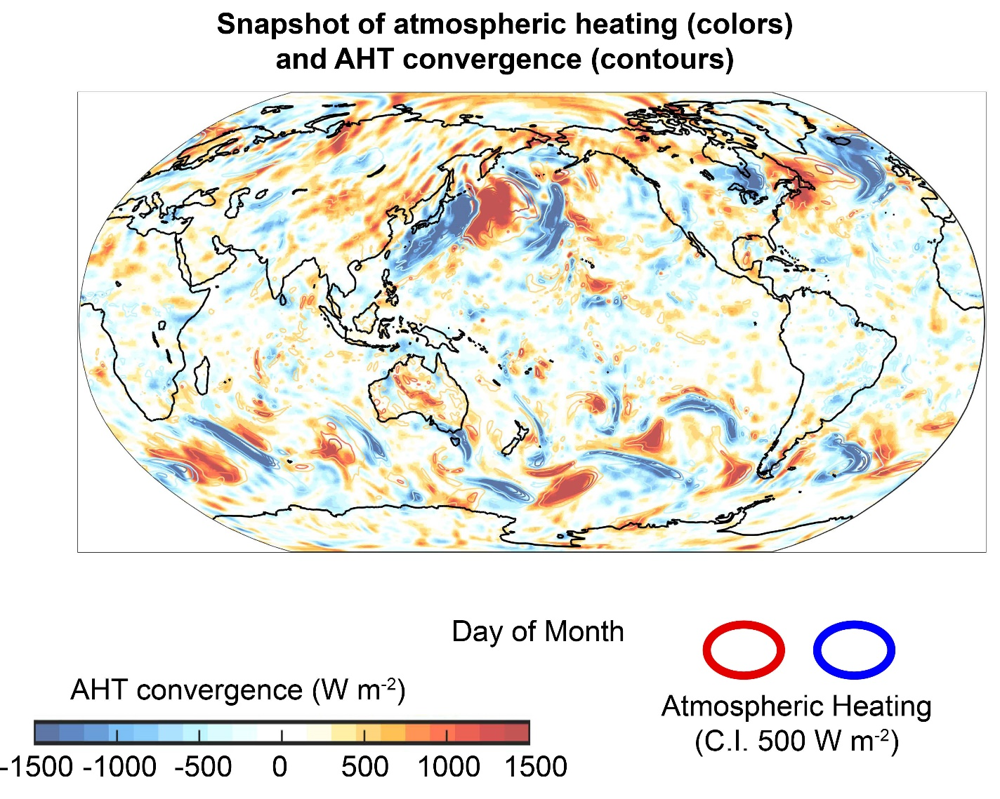 Snapshot of atmospheric heating (colors)
and AHT convergence (contours)
Day of Month
AHT convergence (W m-2)
-1500 -1000 -500 0 500 1000 1500
Atmospheric Heating
(C.I. 500 W m-2)